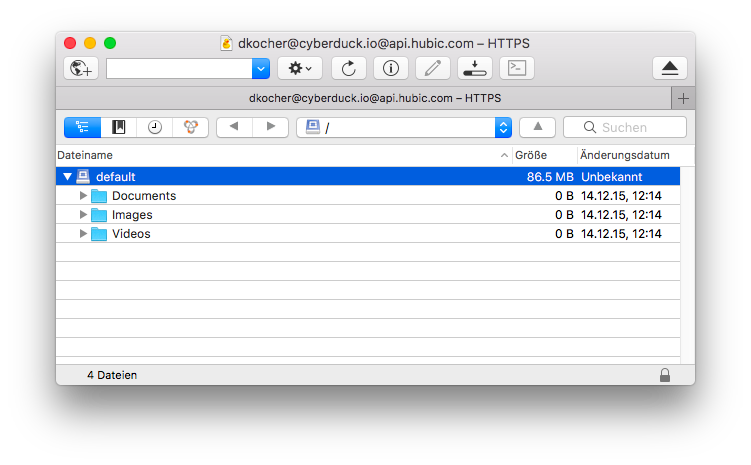 dkocher@cyberduck.io@api.hubic.com – HTTPS
dkocher@cyberduck.io@api.hubic.com – HTTPS
/ Suchen
Dateiname Größe Änderungsdatum
default 86.5 MB Unbekannt
Documents 0 B 14.12.15, 12:14
Images 0 B 14.12.15, 12:14
Videos 0 B 14.12.15, 12:14
4 Dateien